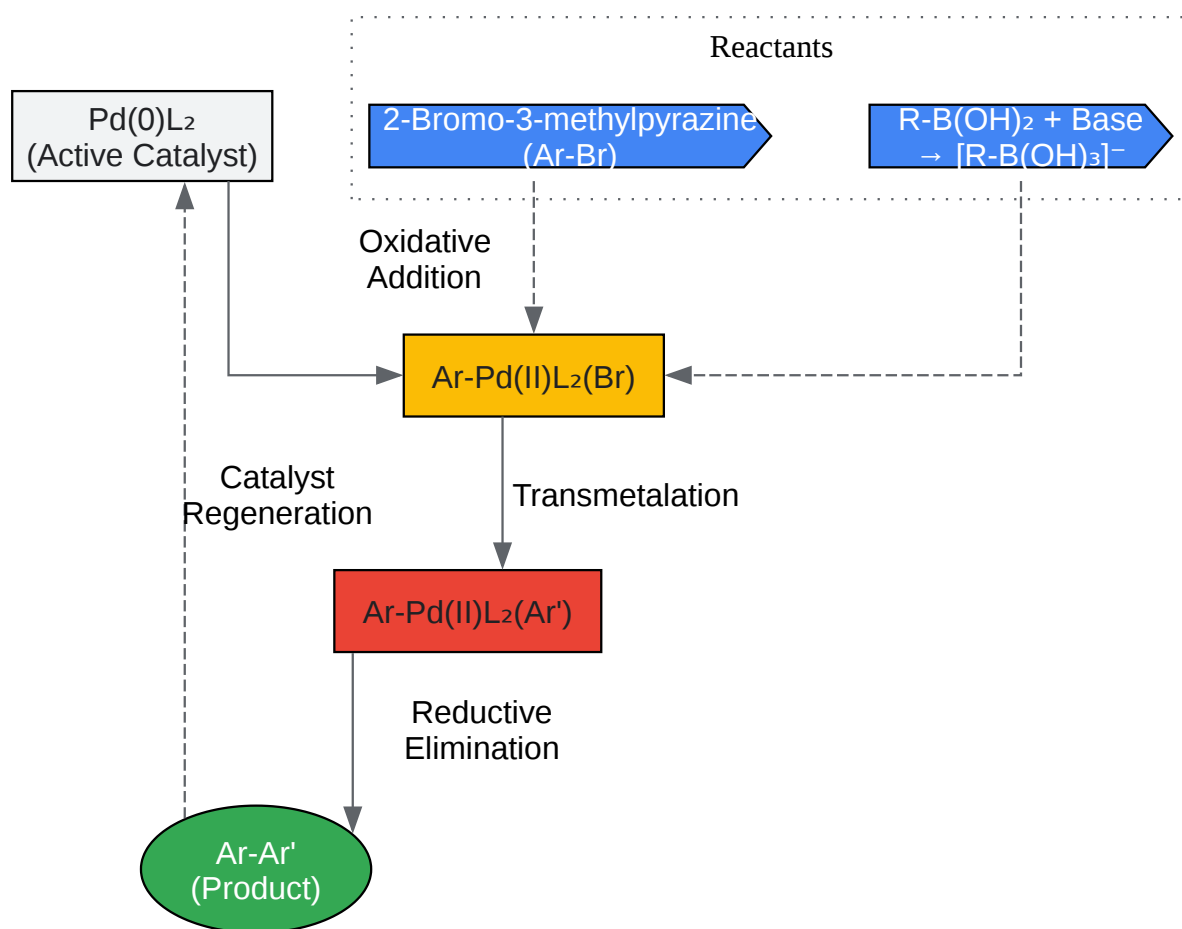 Reactants
Pd(0)L₂
(Active Catalyst)
2-Bromo-3-methylpyrazine
(Ar-Br)
R-B(OH)₂ + Base
→ [R-B(OH)₃]⁻
Oxidative
Addition
Ar-Pd(II)L₂(Br)
Catalyst
Regeneration
Transmetalation
Ar-Pd(II)L₂(Ar')
Reductive
Elimination
Ar-Ar'
(Product)